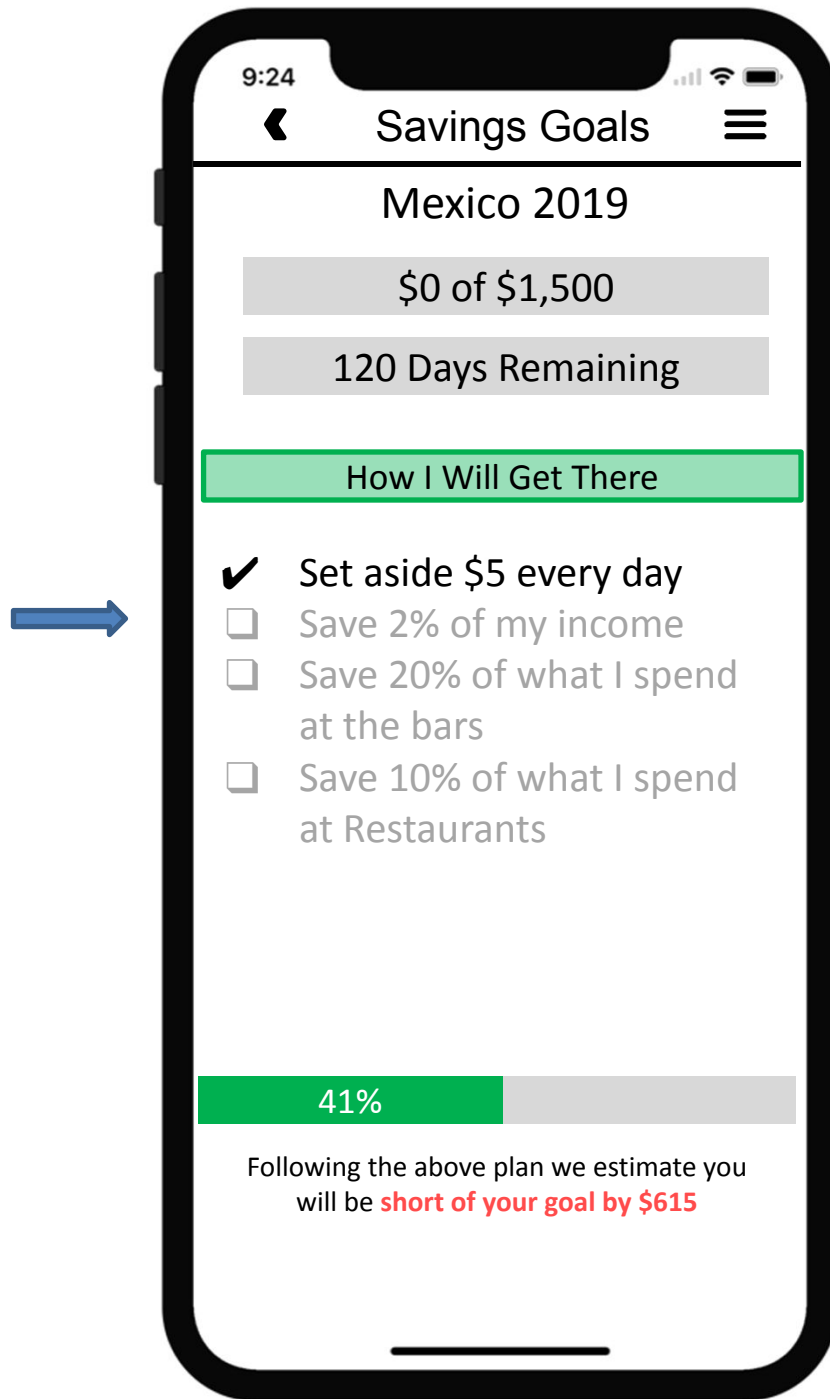 9:24
Savings Goals
Mexico 2019
$0 of $1,500
120 Days Remaining
How I Will Get There
✔ Set aside $5 every day
❑ Save 2% of my income
❑ Save 20% of what I spend
at the bars
❑ Save 10% of what I spend
at Restaurants
41%
Following the above plan we estimate you
will be short of your goal by $615